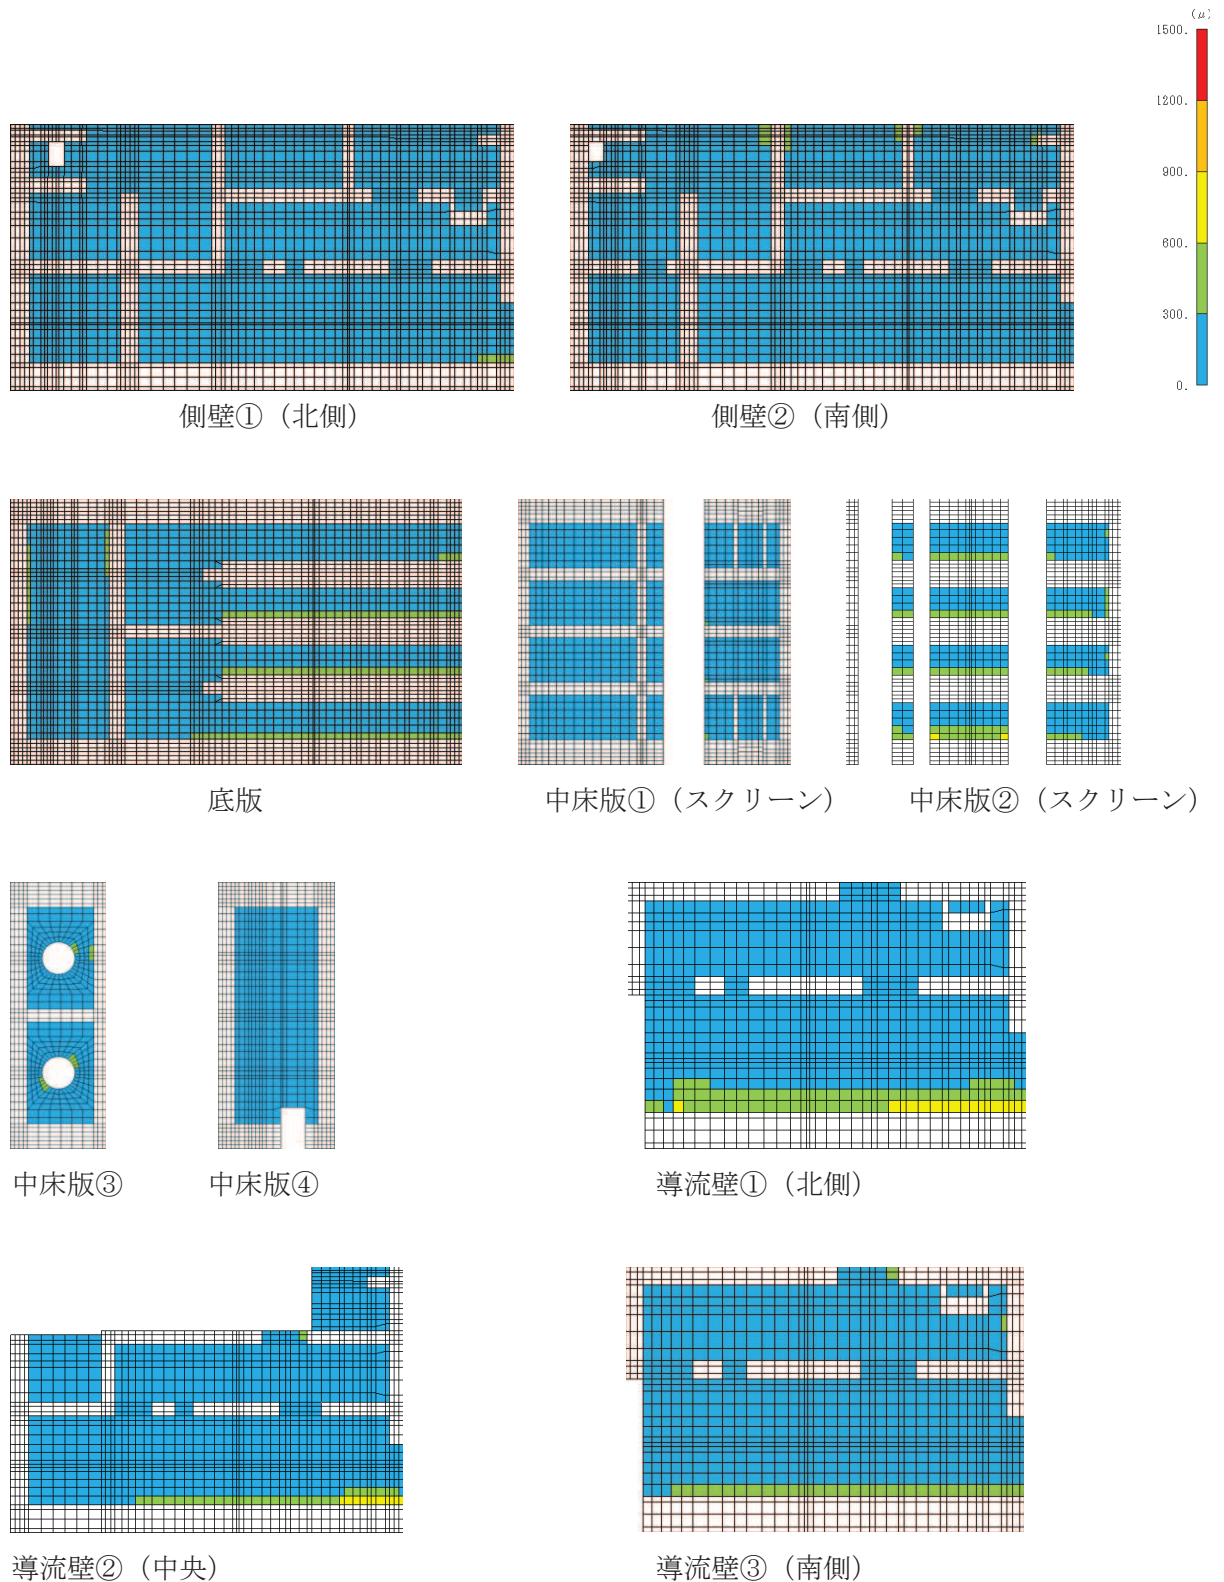 (μ)
1500.
1200.
900.
600.
300.
0.
側壁①（北側）
側壁②（南側）
底版
中床版①（スクリーン）
中床版②（スクリーン）
中床版③
中床版④
導流壁①（北側）
導流壁②（中央）
導流壁③（南側）